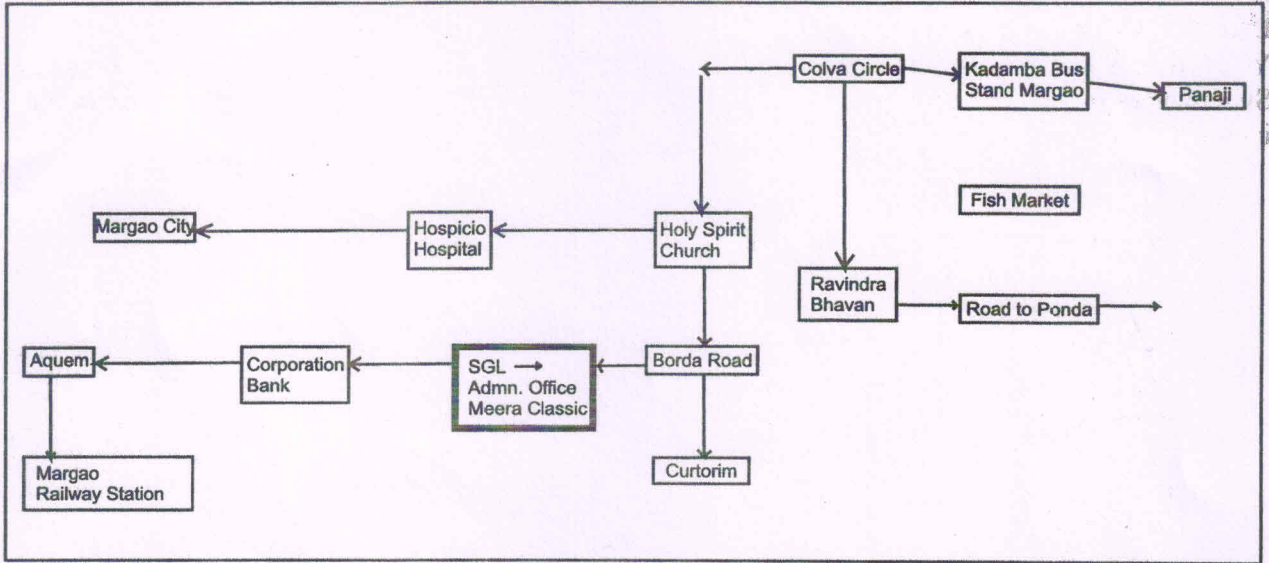 Colva Circle
Kadamba Bus
Stand Margao
Panaji
Fish Market
Margao City
Hospicio
Hospital
Holy Spirit
Church
Ravindra
Bhavan
Road to Ponda
Aquem
Corporation
Bank
SGL →
Admn. Office
Meera Classic
Borda Road
Margao
Railway Station
Curtorim